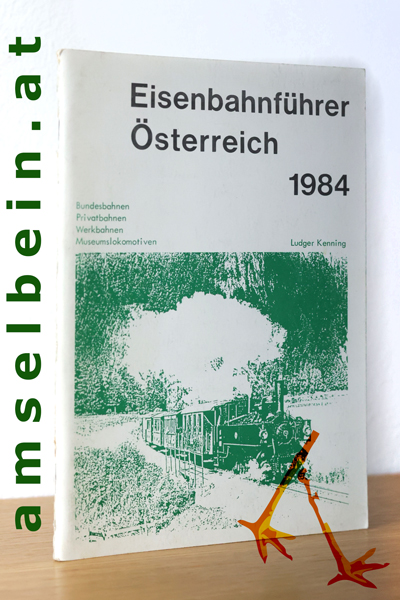 amselbein.at
Eisenbahnführer
Österreich
1984
Bundesbahnen
Privatbahnen
Werkbahnen
Museumslokomotiven
Ludger Kenning